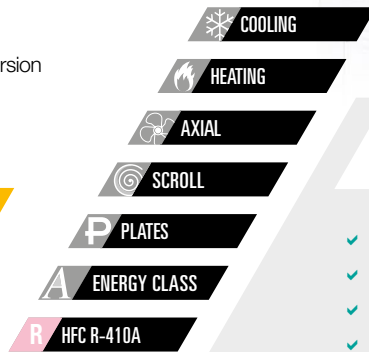 COOLING
rsion
HEATING
AXIAL
SCROLL
P PLATES
A ENERGY CLASS
R HFC R-410A